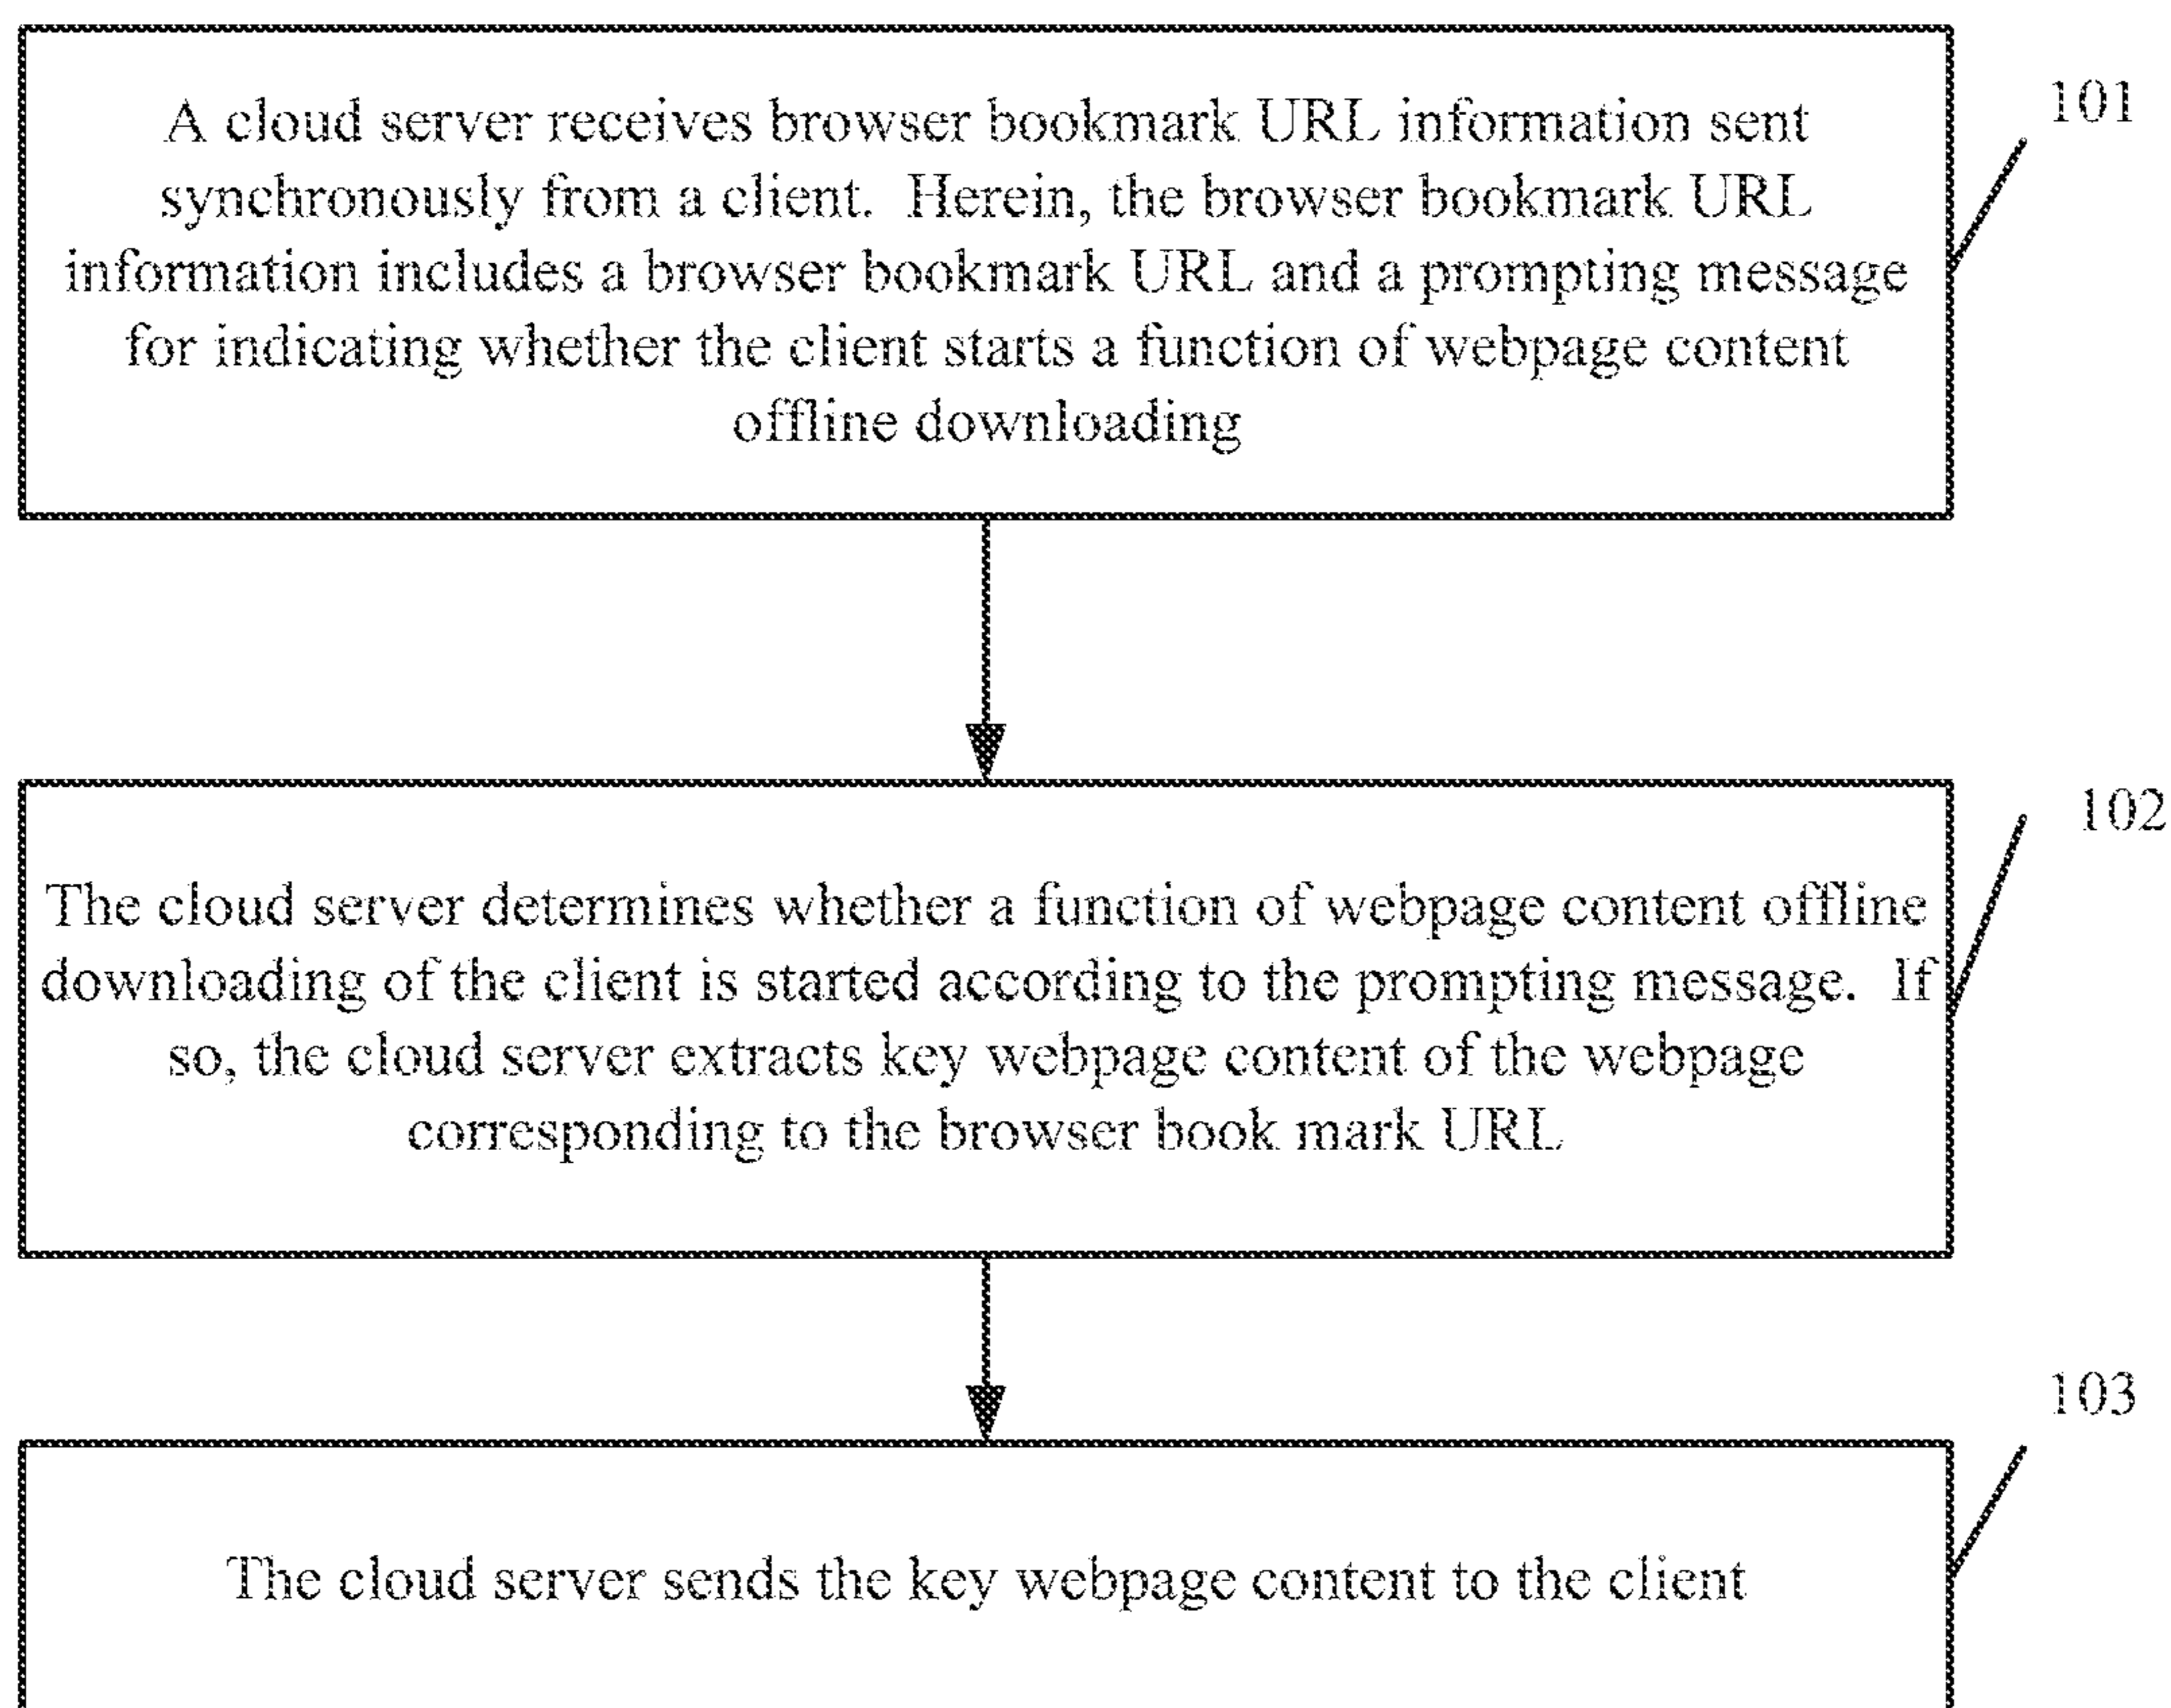 A cloud server receives browser bookmark URL information sent
synchronously from a client.  Herein, the browser bookmark URL
information includes a browser bookmark URL and a prompting message
for indicating whether the client starts a function of webpage content
offline downloading
101
The cloud server determines whether a function of webpage content offline
downloading of the client is started according to the prompting message.  If
so, the cloud server extracts key webpage content of the webpage
corresponding to the browser book mark URL
102
The cloud server sends the key webpage content to the client
103